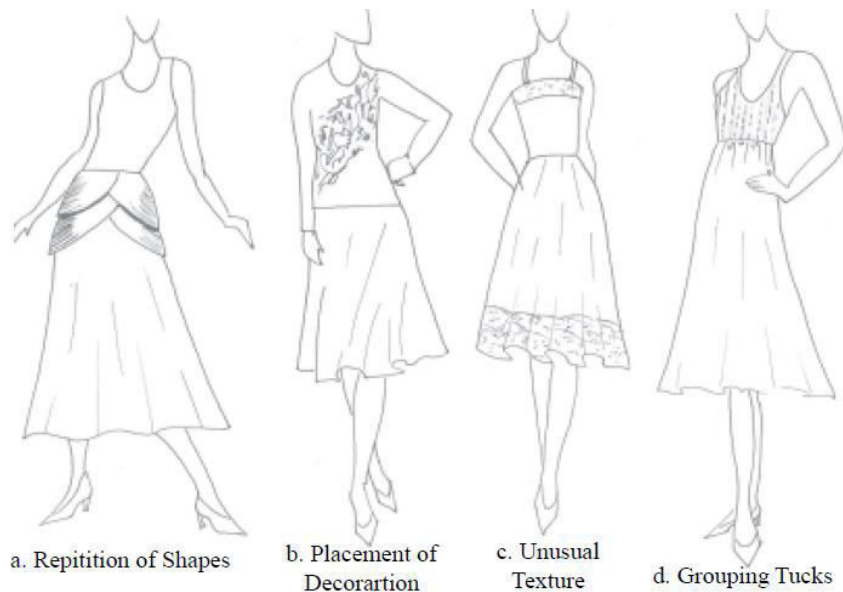 a. Repitition of Shapes
b. Placement of
Decorartion
c. Unusual
Texture
d. Grouping Tucks